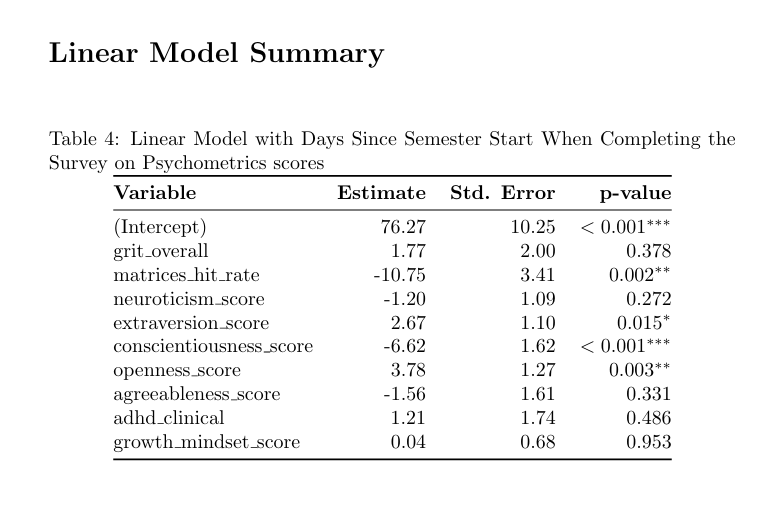 Linear Model Summary
Table 4: Linear Model with Days Since Semester Start When Completing the
Survey on Psychometrics scores
Variable Estimate Std. Error p-value
(Intercept) 76.27 10.25 < 0.001***
grit_overall 1.77 2.00 0.378
matrices_hit_rate -10.75 3.41 0.002**
neuroticism_score -1.20 1.09 0.272
extraversion_score 2.67 1.10 0.015*
conscientiousness_score -6.62 1.62 < 0.001***
openness_score 3.78 1.27 0.003**
agreeableness_score -1.56 1.61 0.331
adhd_clinical 1.21 1.74 0.486
growth_mindset_score 0.04 0.68 0.953